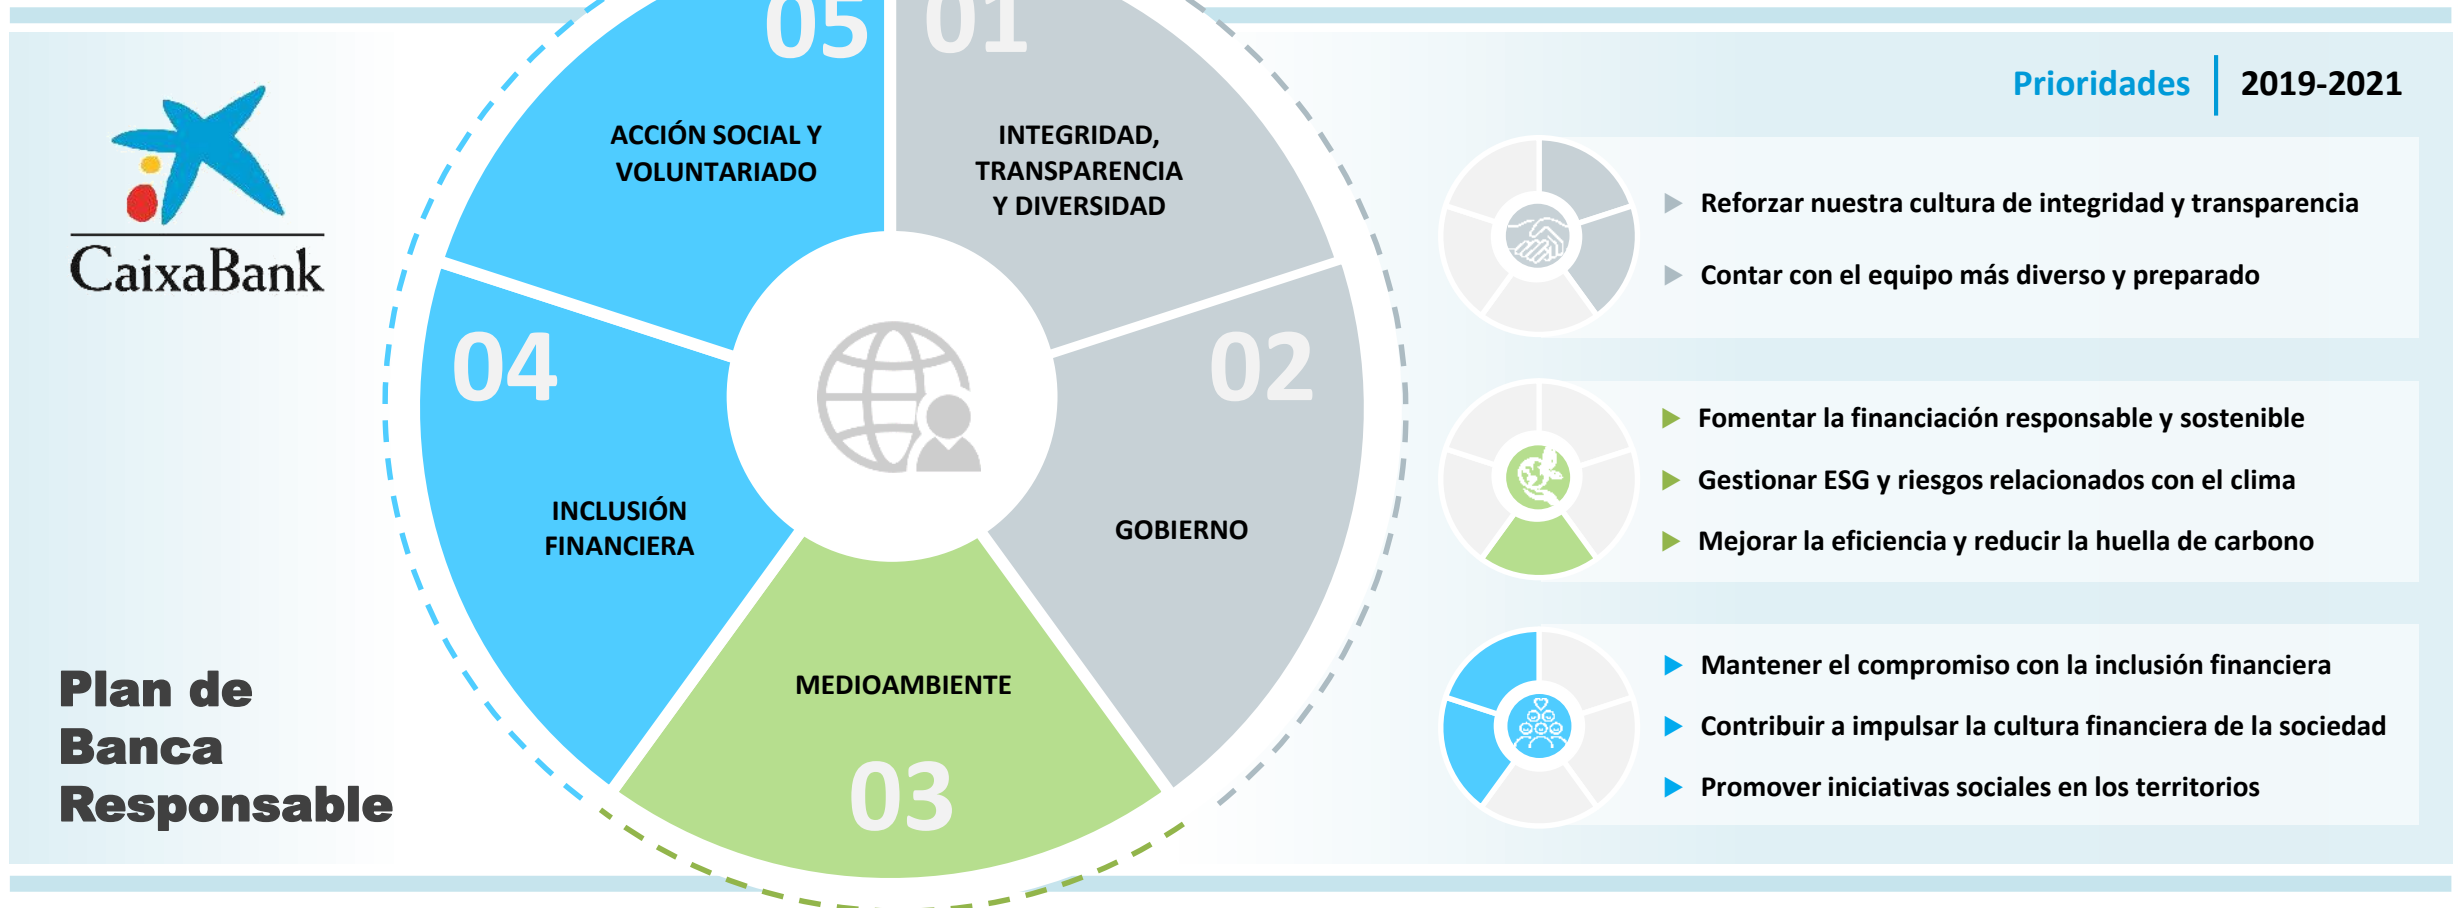 CaixaBank
Plan de
Banca
Responsable
05
ACCIÓN SOCIAL Y
VOLUNTARIADO
01
INTEGRIDAD,
TRANSPARENCIA
Y DIVERSIDAD
04
INCLUSIÓN
FINANCIERA
02
GOBIERNO
MEDIOAMBIENTE
03
Prioridades 2019-2021
Reforzar nuestra cultura de integridad y transparencia
Contar con el equipo más diverso y preparado
Fomentar la financiación responsable y sostenible
Gestionar ESG y riesgos relacionados con el clima
Mejorar la eficiencia y reducir la huella de carbono
Mantener el compromiso con la inclusión financiera
Contribuir a impulsar la cultura financiera de la sociedad
Promover iniciativas sociales en los territorios